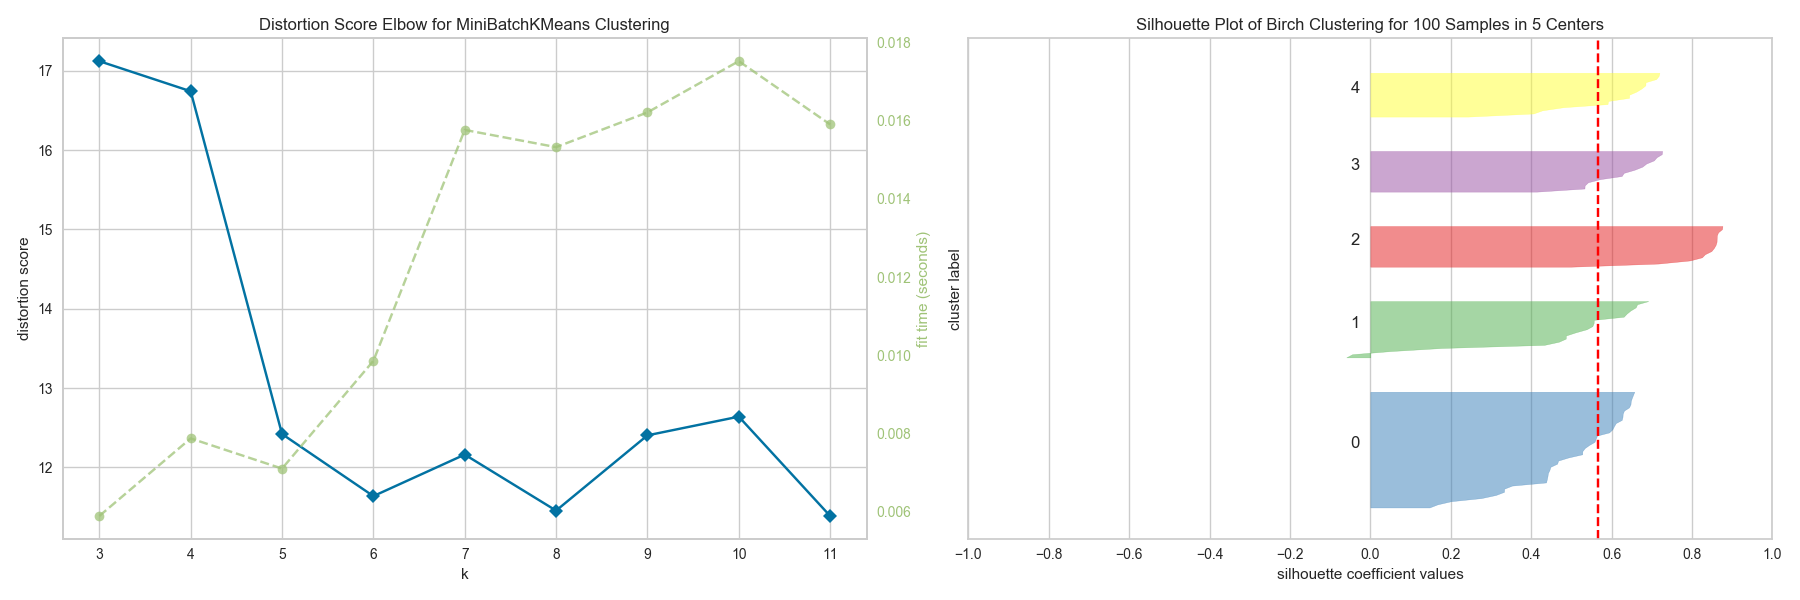 Distortion Score Elbow for MiniBatchKMeans Clustering
distortion score
17
16
15
14
13
12
3 4 5 6 7 8 9 10 11
k
0.018
0.016
0.014
0.012
0.010
0.008
0.006
fit time (seconds)
Silhouette Plot of Birch Clustering for 100 Samples in 5 Centers
cluster label
4
3
2
1
0
−1.0 −0.8 −0.6 −0.4 −0.2 0.0 0.2 0.4 0.6 0.8 1.0
silhouette coefficient values